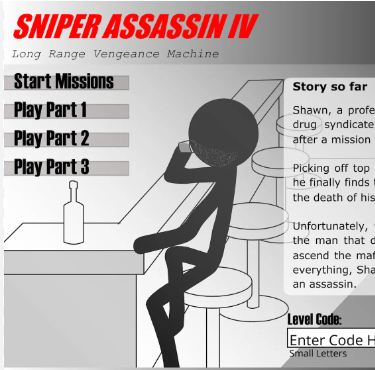 SNIPER ASSASSIN IV
Long Range Vengeance Machine
Start Missions
Play Part 1
Play Part 2
Play Part 3
Story so far
Shawn, a profe
drug syndicate
after a mission
Picking off top
he finally finds t
the death of his
Unfortunately,
the man that d
ascend the maf
everything, Sha
an assassin.
Level Code:
Enter Code H
Small Letters